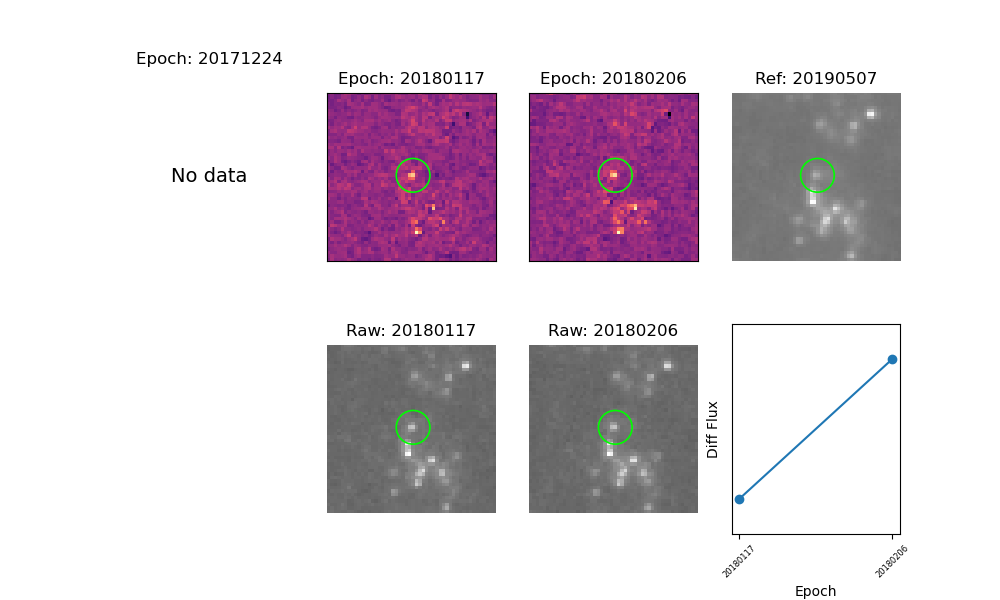 Epoch: 20171224
No data
Epoch: 20180117
Epoch: 20180206
Ref: 20190507
Raw: 20180117
Raw: 20180206
Diff Flux
20180117
20180206
Epoch